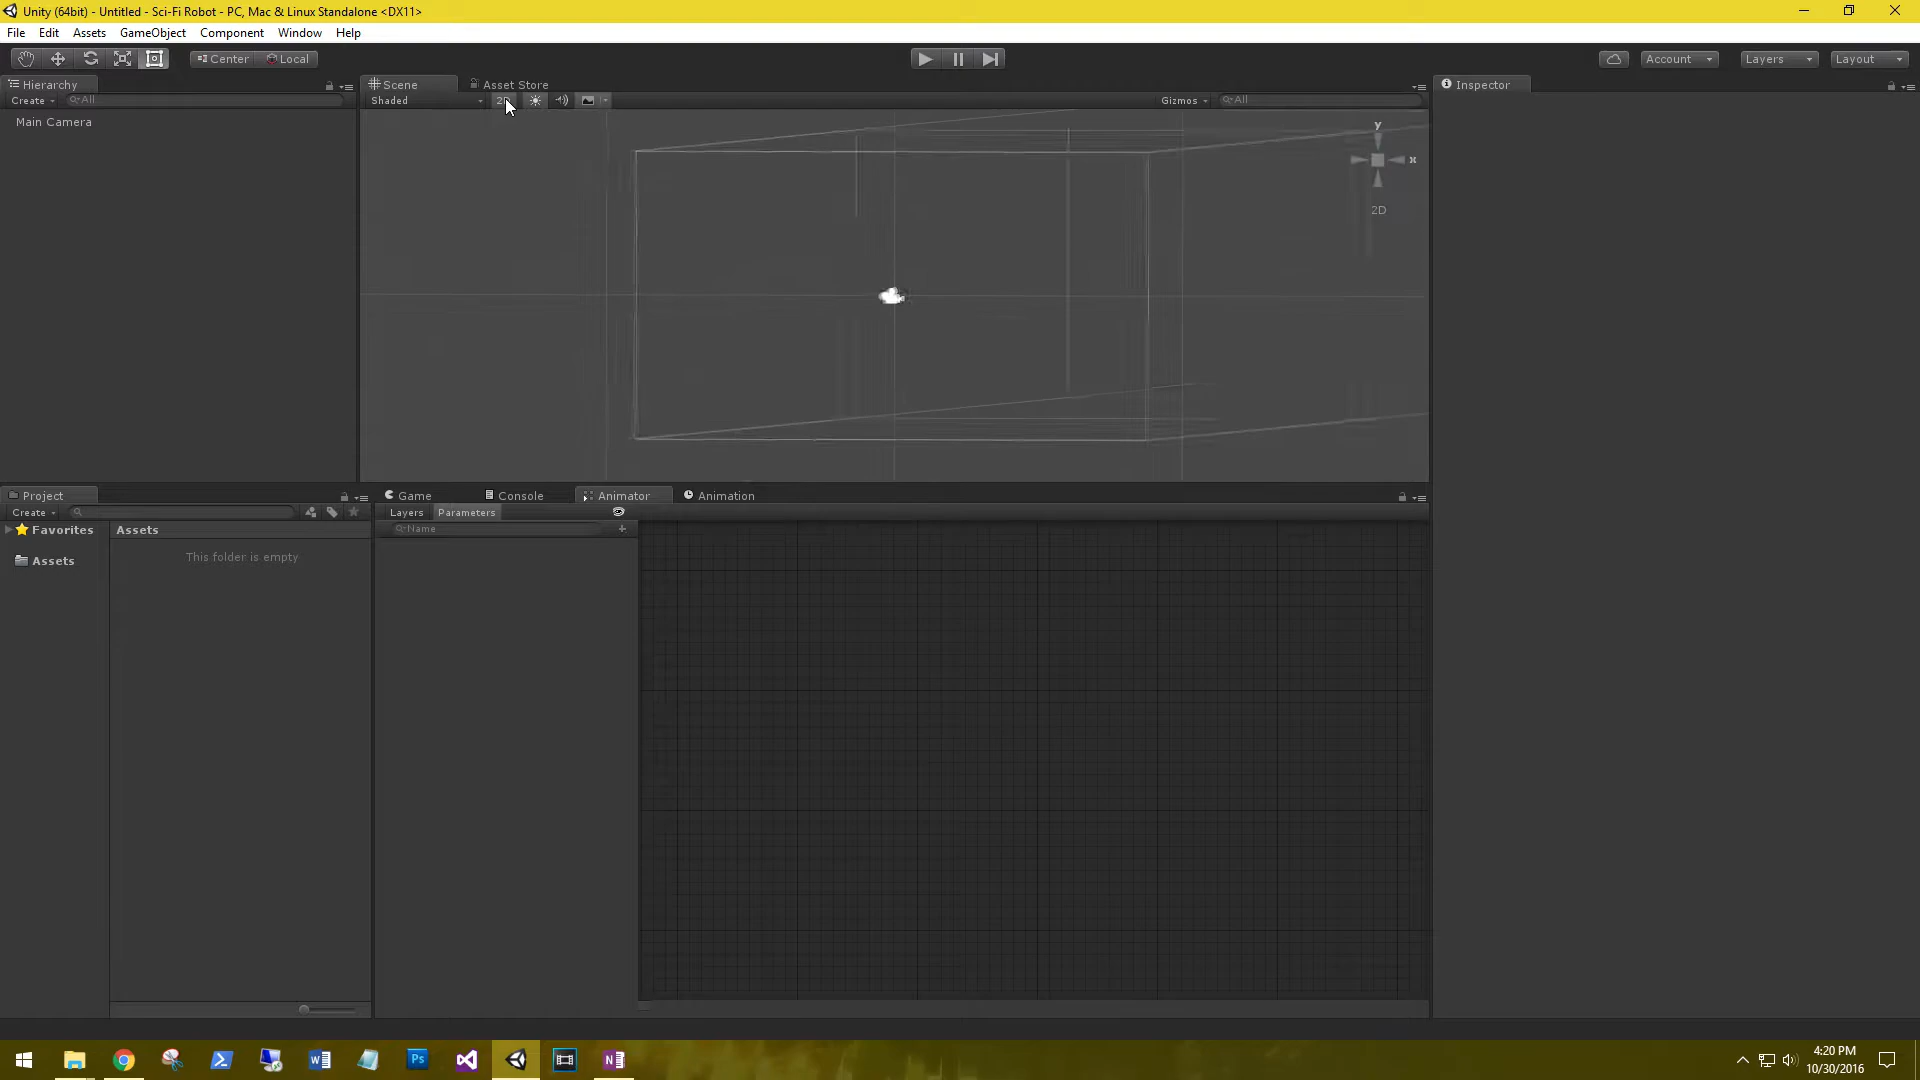 Unity (64bit) - Untitled - Sci-Fi Robot - PC, Mac & Linux Standalone <DX11>
File Edit Assets GameObject Component Window Help
Center Local Account Layers Layout
Hierarchy Scene Asset Store Inspector
Create All Shaded Gizmos All
Main Camera
y
x
2D
Project Game Console Animator Animation
Create Layers Parameters
Favorites Assets Name
This folder is empty
Assets
4:20 PM
10/30/2016